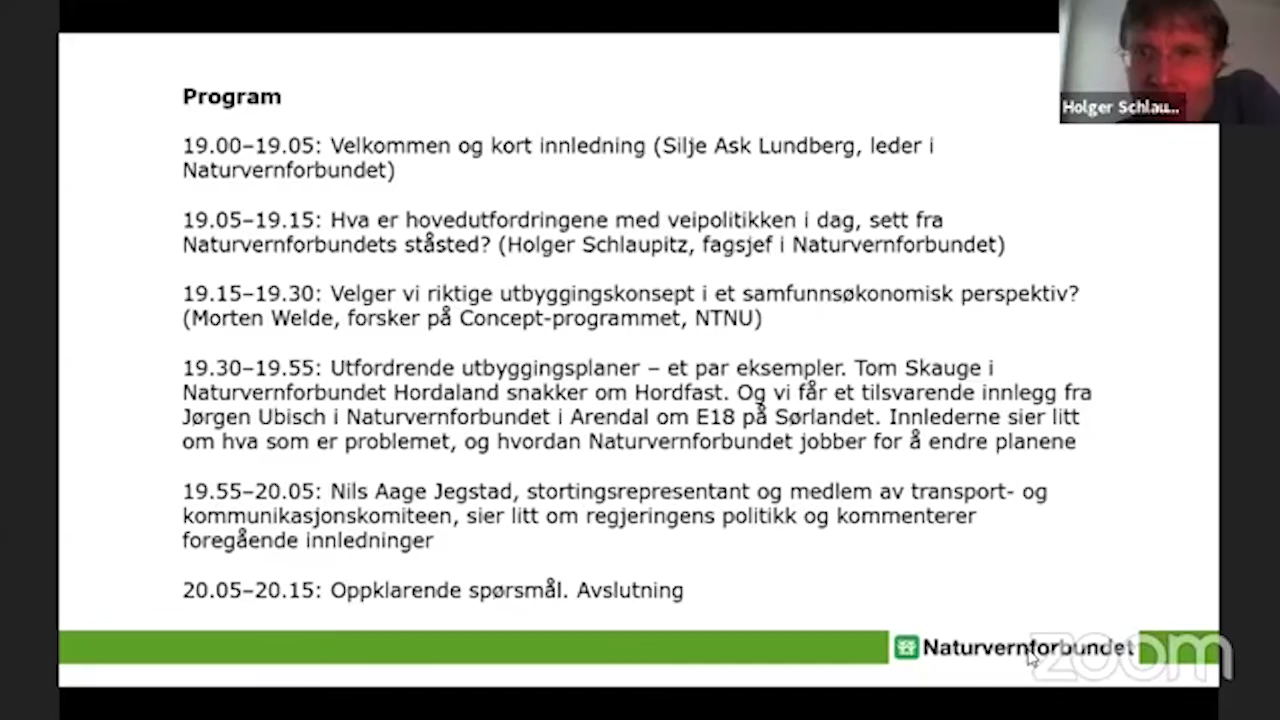 Holger Schlau...
Program
19.00–19.05: Velkommen og kort innledning (Silje Ask Lundberg, leder i
Naturvernforbundet)
19.05–19.15: Hva er hovedutfordringene med veipolitikken i dag, sett fra
Naturvernforbundets ståsted? (Holger Schlaupitz, fagsjef i Naturvernforbundet)
19.15–19.30: Velger vi riktige utbyggingskonsept i et samfunnsøkonomisk perspektiv?
(Morten Welde, forsker på Concept-programmet, NTNU)
19.30–19.55: Utfordrende utbyggingsplaner – et par eksempler. Tom Skauge i
Naturvernforbundet Hordaland snakker om Hordfast. Og vi får et tilsvarende innlegg fra
Jørgen Ubisch i Naturvernforbundet i Arendal om E18 på Sørlandet. Innlederne sier litt
om hva som er problemet, og hvordan Naturvernforbundet jobber for å endre planene
19.55–20.05: Nils Aage Jegstad, stortingsrepresentant og medlem av transport- og
kommunikasjonskomiteen, sier litt om regjeringens politikk og kommenterer
foregående innledninger
20.05–20.15: Oppklarende spørsmål. Avslutning
Naturvernforbundet
zoom